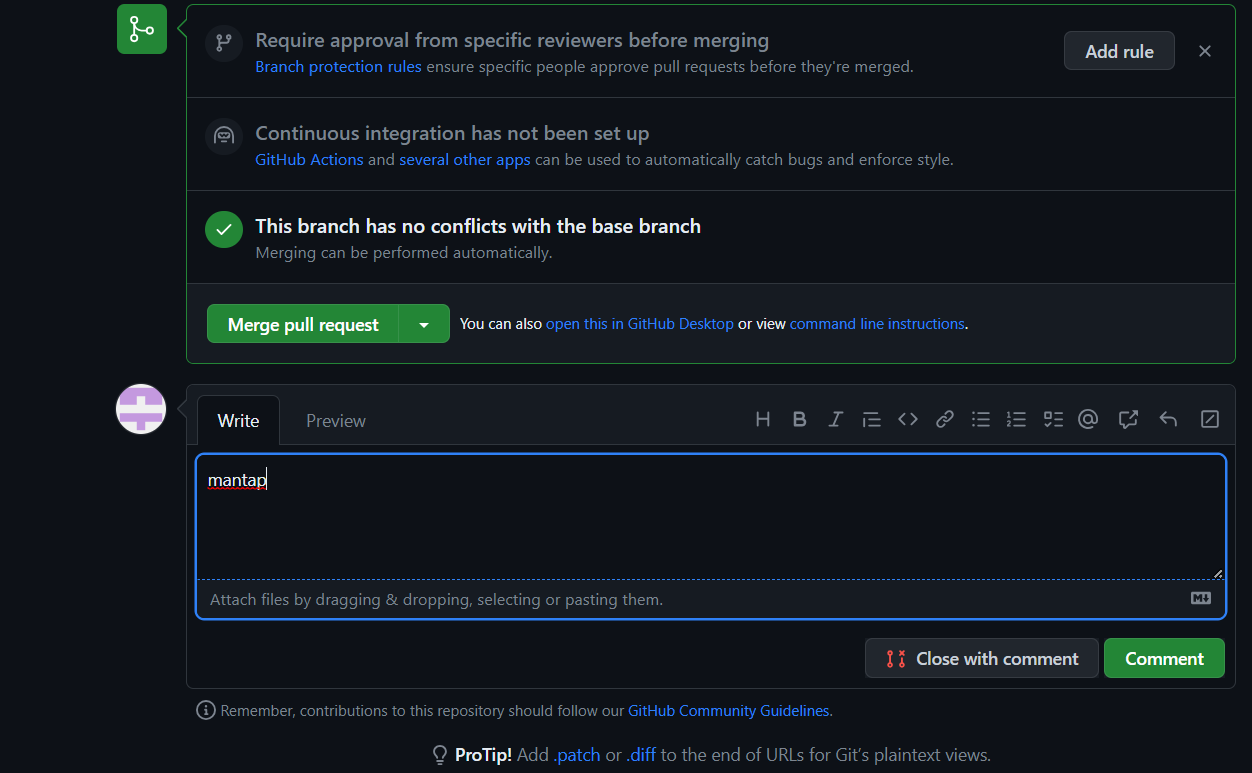 Require approval from specific reviewers before merging
Branch protection rules ensure specific people approve pull requests before they're merged.
Add rule
Continuous integration has not been set up
GitHub Actions and several other apps can be used to automatically catch bugs and enforce style.
This branch has no conflicts with the base branch
Merging can be performed automatically.
Merge pull request
You can also open this in GitHub Desktop or view command line instructions.
Write
Preview
mantap
Attach files by dragging & dropping, selecting or pasting them.
Close with comment
Comment
Remember, contributions to this repository should follow our GitHub Community Guidelines.
ProTip! Add .patch or .diff to the end of URLs for Git’s plaintext views.